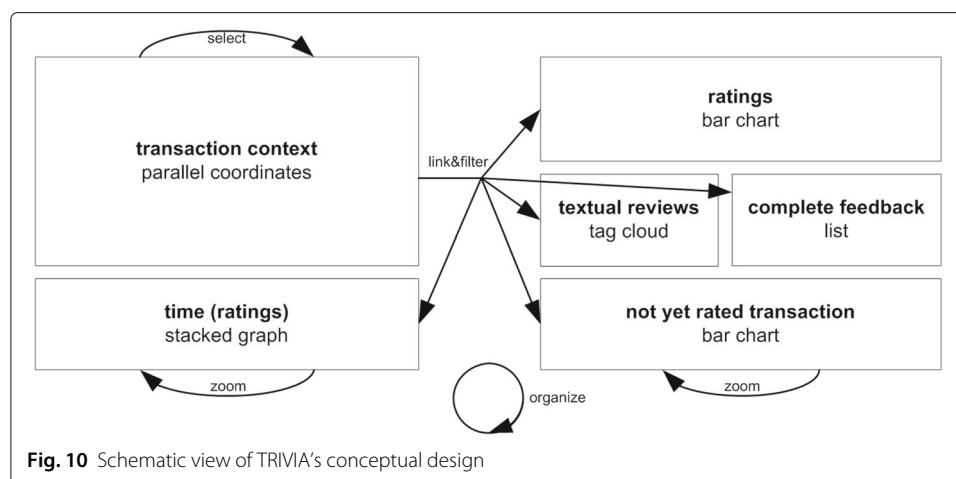 select
transaction context
parallel coordinates
link&filter
ratings
bar chart
textual reviews
tag cloud
complete feedback
list
time (ratings)
stacked graph
zoom
not yet rated transaction
bar chart
zoom
organize
Fig. 10 Schematic view of TRIVIA's conceptual design